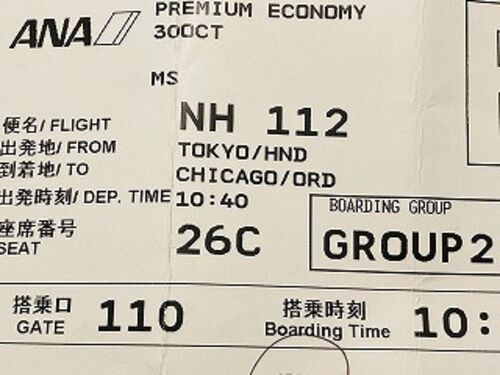 ANA
PREMIUM ECONOMY
30OCT
MS
便名/ FLIGHT NH 112
出発地/ FROM TOKYO/HND
到着地/ TO CHICAGO/ORD
出発時刻/ DEP. TIME 10:40
BOARDING GROUP
座席番号
SEAT 26C GROUP 2
搭乗口
GATE 110
搭乗時刻
Boarding Time 10: